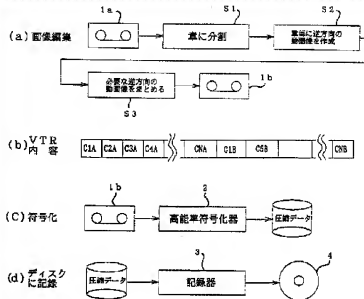 1a S1 S2
(a)画像編集 章に分割 章毎に逆方向の
動画像を作成
必要な逆方向の
動画像をまとめる 1b
S3
(b)VTR
内容 C1A C2A C3A C4A CNA C1B C5B CNB
1b 2
(C)符号化 高能率符号化器 圧縮データ
3 4
(d)ディスク
に記録 圧縮データ 記録器